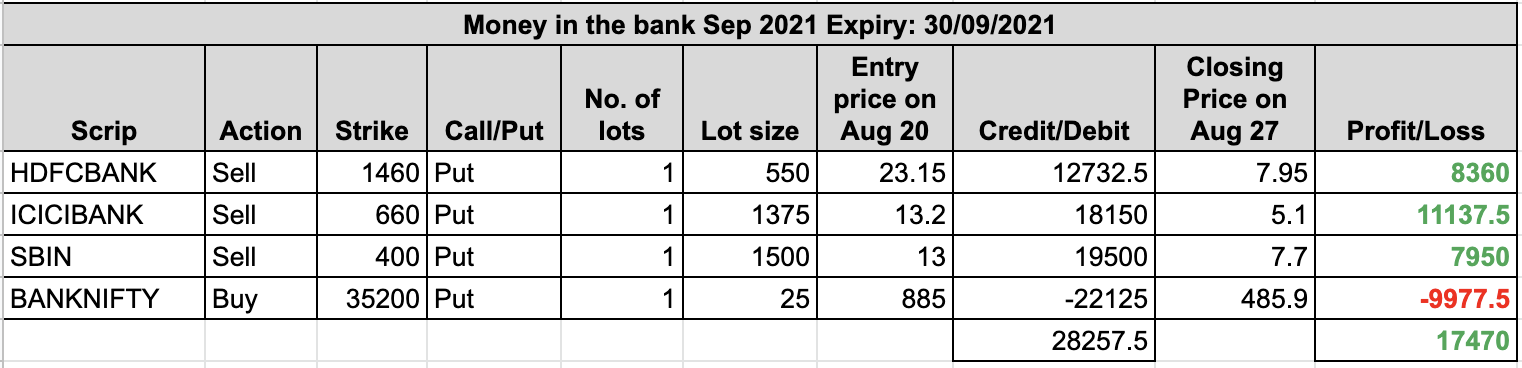 Money in the bank Sep 2021 Expiry: 30/09/2021
Scrip Action Strike Call/Put No. of lots Lot size Entry price on Aug 20 Credit/Debit Closing Price on Aug 27 Profit/Loss
HDFCBANK Sell 1460 Put 1 550 23.15 12732.5 7.95 8360
ICICIBANK Sell 660 Put 1 1375 13.2 18150 5.1 11137.5
SBIN Sell 400 Put 1 1500 13 19500 7.7 7950
BANKNIFTY Buy 35200 Put 1 25 885 -22125 485.9 -9977.5
28257.5 17470